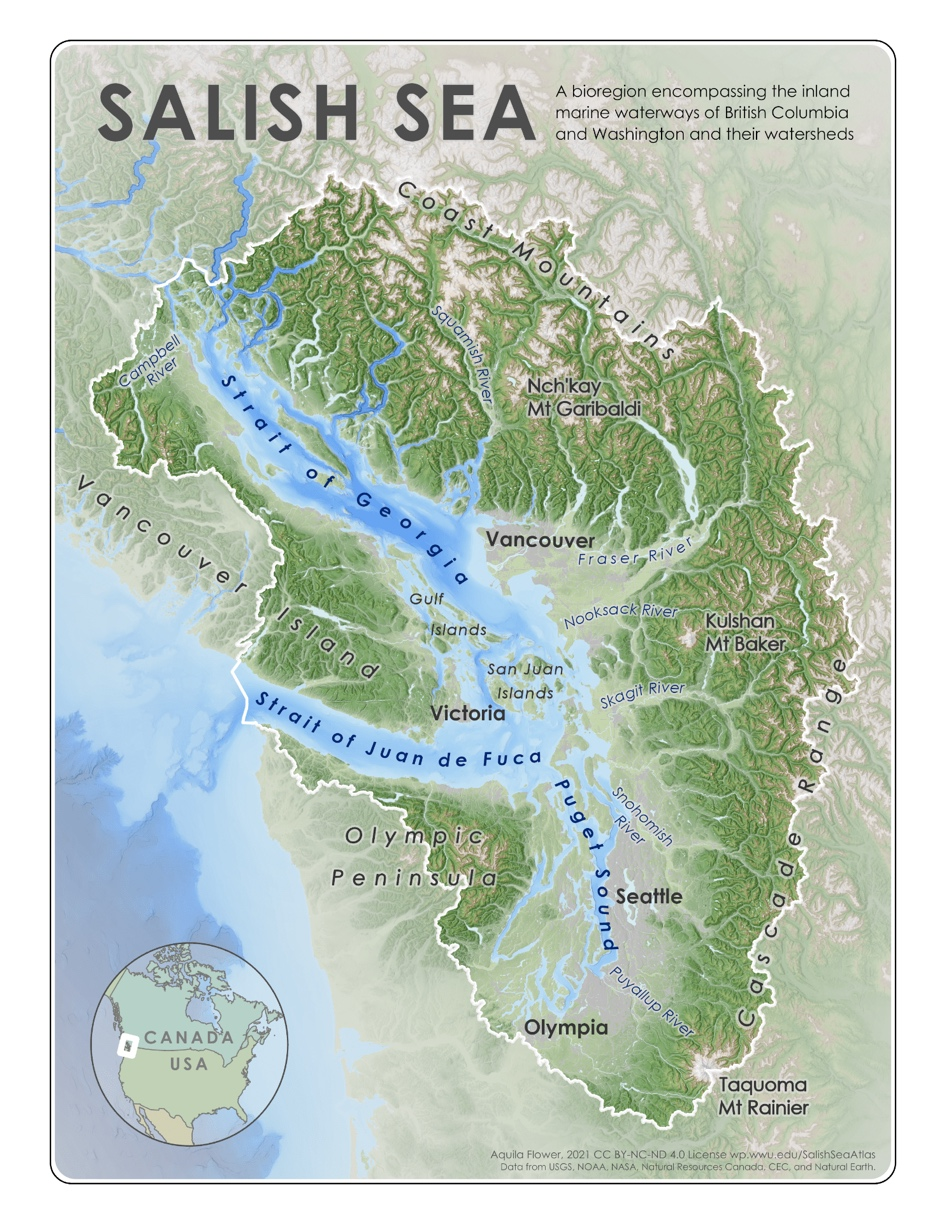 SALISH SEA
A bioregion encompassing the inland
marine waterways of British Columbia
and Washington and their watersheds
Coast Mountains
Squamish River
Campbell
River
Nch'kay
Mt Garibaldi
Strait of Georgia
Vancouver Island
Vancouver
Fraser River
Gulf
Islands
Nooksack River
Kulshan
Mt Baker
San Juan
Islands
Skagit River
Victoria
Strait of Juan de Fuca
Cascade Range
Puget Sound
Snohomish
River
Olympic
Peninsula
Seattle
Puyallup River
Olympia
CANADA
USA
Taquoma
Mt Rainier
Aquila Flower, 2021 CC BY-NC-ND 4.0 License wp.wwu.edu/SalishSeaAtlas
Data from USGS, NOAA, NASA, Natural Resources Canada, CEC, and Natural Earth.